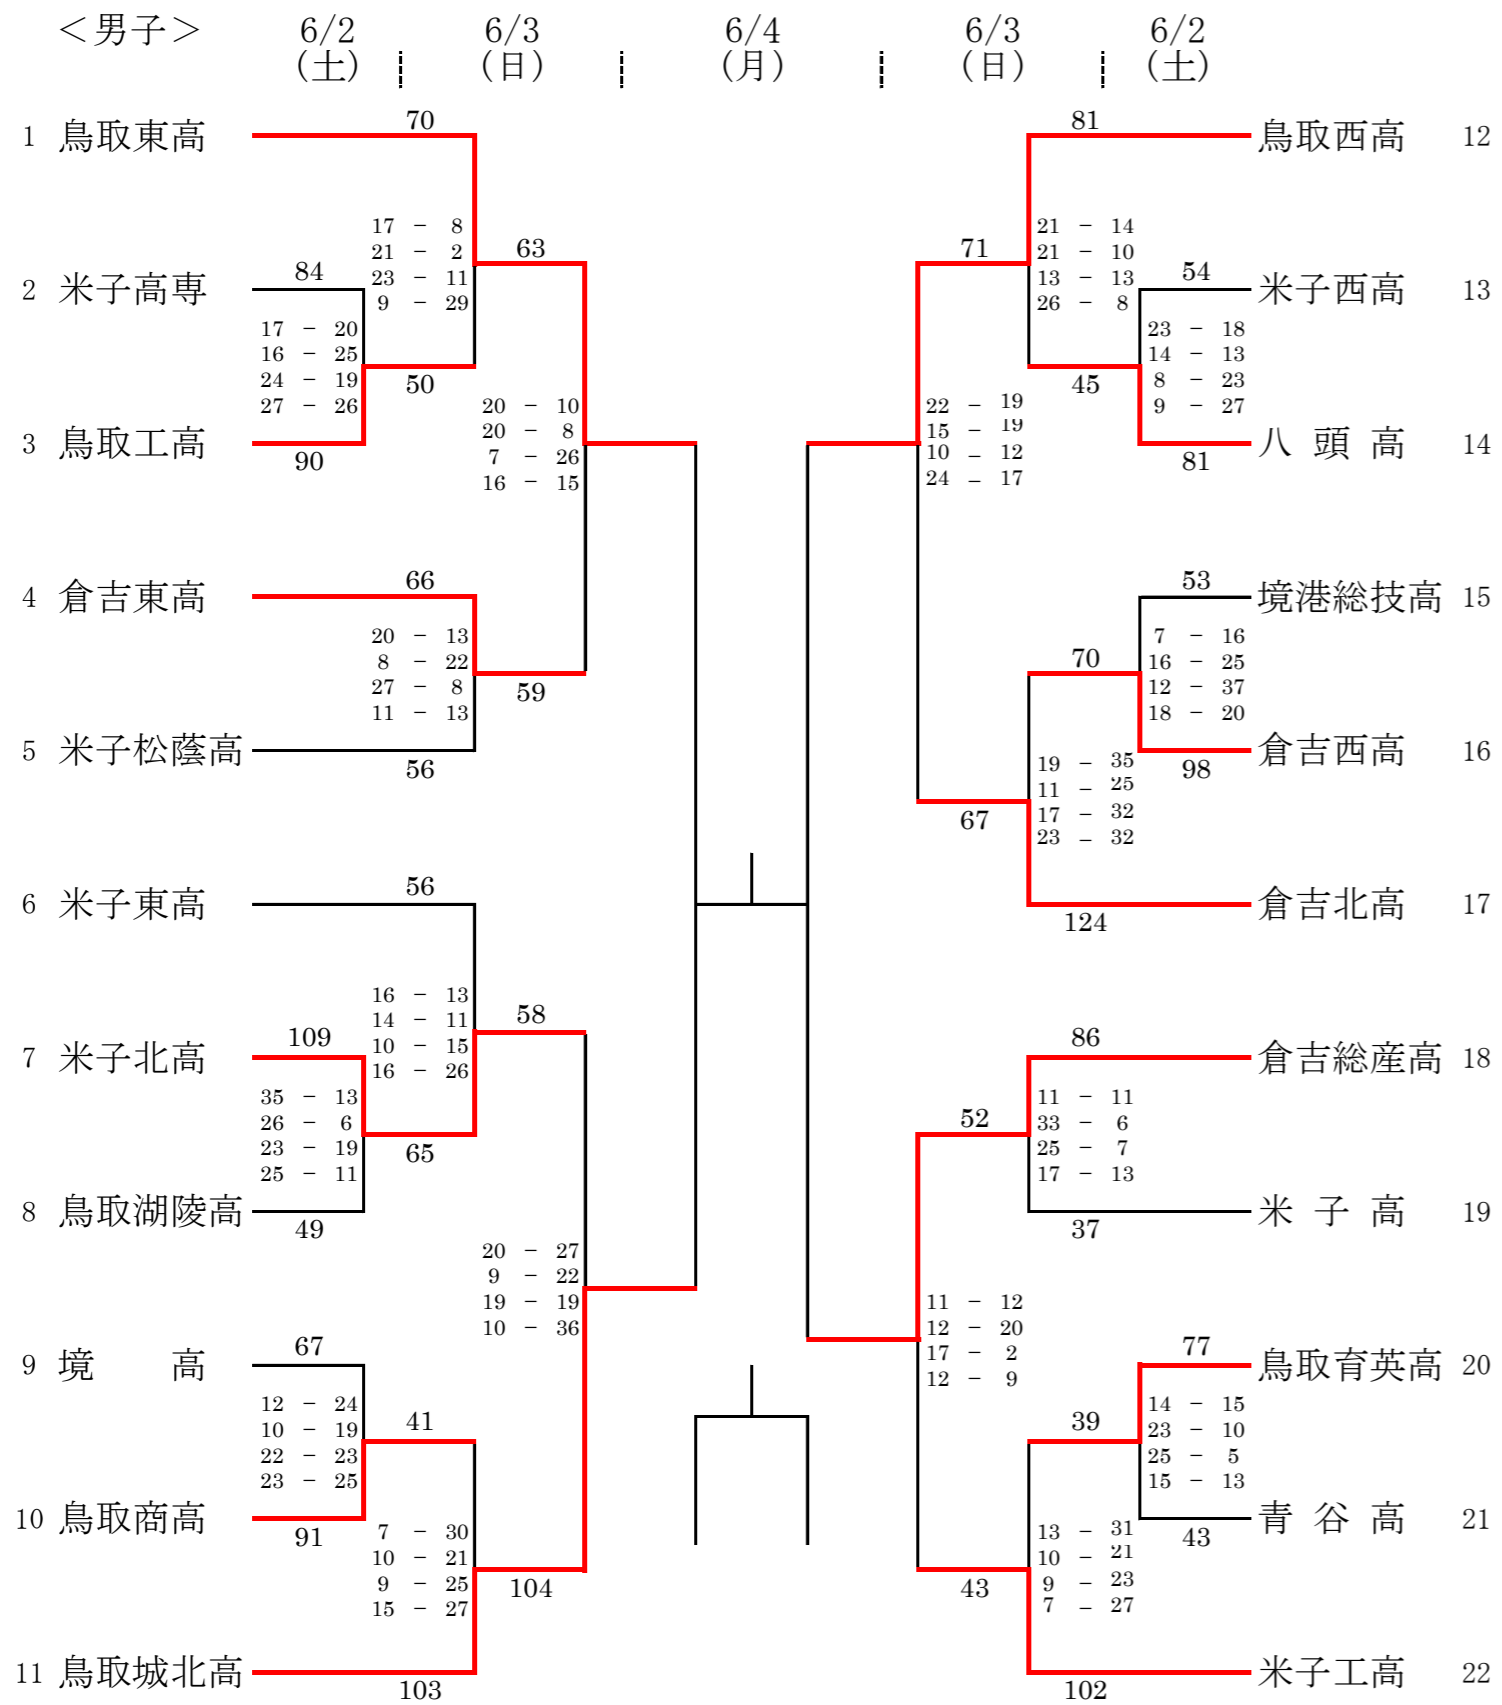 ＜男子＞ 6/2 6/3 6/4 6/3 6/2
(土) (日) (月) (日) (土)
70 81
1 鳥取東高 鳥取西高 12
17 - 8 21 - 14
21 - 2 63 71 21 - 10
84 23 - 11 13 - 13 54
2 米子高専 9 - 29 26 - 8 米子西高 13
17 - 20 23 - 18
16 - 25 14 - 13
24 - 19 50 45 8 - 23
27 - 26 20 - 10 22 - 19 9 - 27
20 - 8 15 - 19
3 鳥取工高 7 - 26 10 - 12 八頭高 14
90 16 - 15 24 - 17 81
66 53
4 倉吉東高 境港総技高 15
20 - 13 7 - 16
8 - 22 70 16 - 25
27 - 8 59 12 - 37
11 - 13 18 - 20
5 米子松蔭高 倉吉西高 16
56 19 - 35 98
11 - 25
67 17 - 32
23 - 32
56
6 米子東高 倉吉北高 17
124
16 - 13
14 - 11 58
109 10 - 15 86
7 米子北高 16 - 26 倉吉総産高 18
35 - 13 11 - 11
26 - 6 52 33 - 6
23 - 19 65 25 - 7
25 - 11 17 - 13
8 鳥取湖陵高 米子高 19
49 37
20 - 27
9 - 22
19 - 19 11 - 12
10 - 36 12 - 20
67 17 - 2 77
9 境高 12 - 9 鳥取育英高 20
12 - 24 14 - 15
10 - 19 41 39 23 - 10
22 - 23 25 - 5
23 - 25 15 - 13
10 鳥取商高 青谷高 21
91 7 - 30 13 - 31 43
10 - 21 10 - 21
9 - 25 104 43 9 - 23
15 - 27 7 - 27
11 鳥取城北高 米子工高 22
103 102